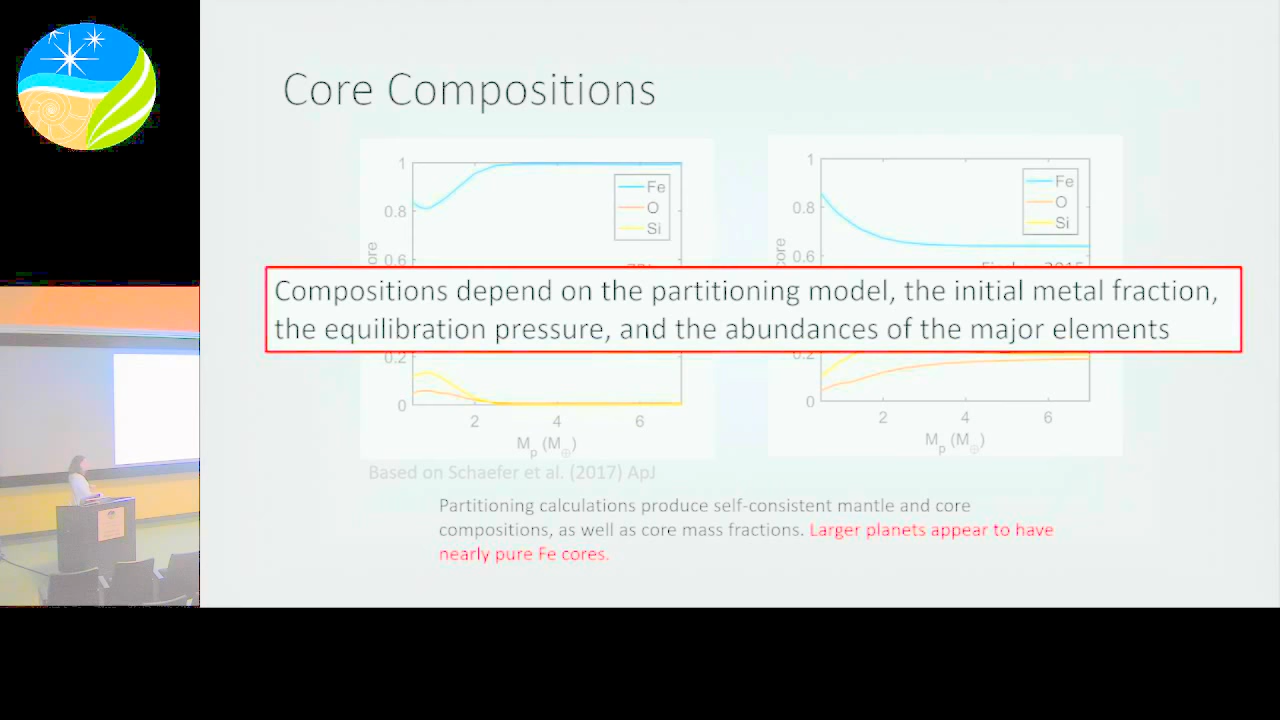 Core Compositions
1
0.8
0.6
0.2
0
2
4
6
Fe
O
Si
core
Mp (M⊕)
1
0.8
0.6
0.2
0
2
4
6
Fe
O
Si
core
2015
Mp (M⊕)
Compositions depend on the partitioning model, the initial metal fraction,
the equilibration pressure, and the abundances of the major elements
Based on Schaefer et al. (2017) ApJ
Partitioning calculations produce self-consistent mantle and core
compositions, as well as core mass fractions. Larger planets appear to have
nearly pure Fe cores.